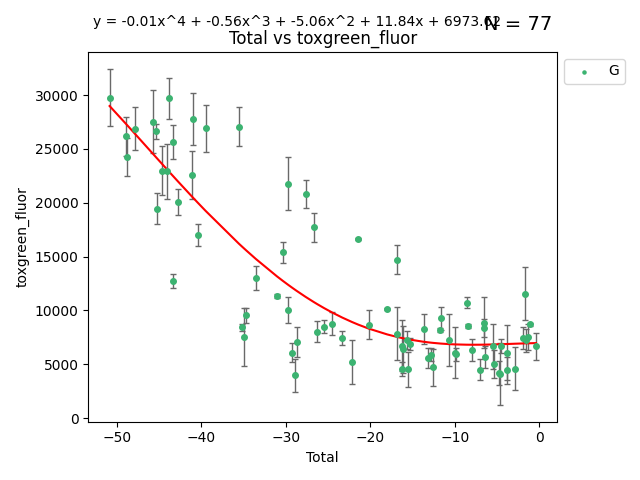 y = -0.01x^4 + -0.56x^3 + -5.06x^2 + 11.84x + 6973.
N = 77
Total vs toxgreen_fluor
G
toxgreen_fluor
30000
25000
20000
15000
10000
5000
0
−50 −40 −30 −20 −10 0
Total